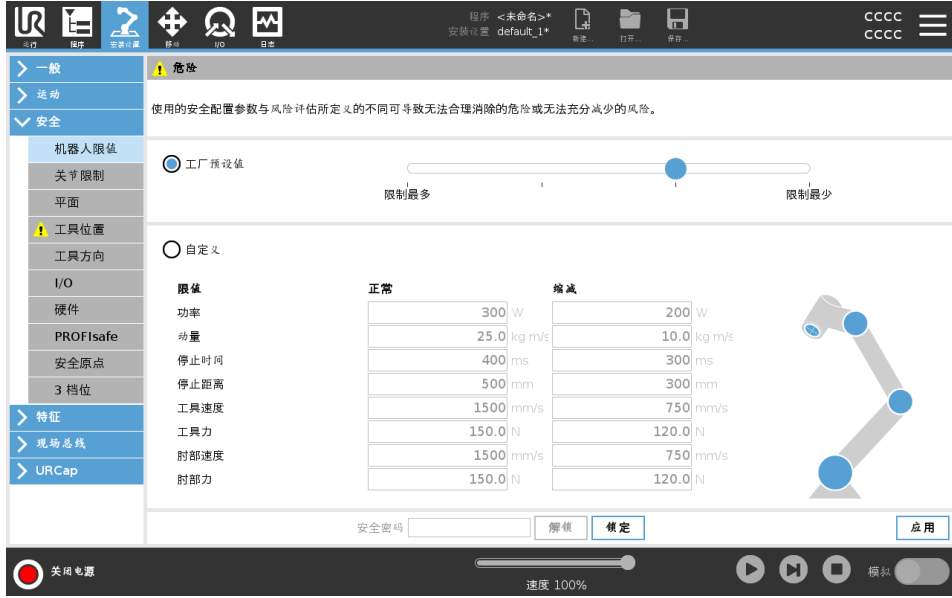 UR
程序 <未命名>*
安装设置 default_1*
运行 程序 安装设置 移动 I/O 日志
新建... 打开... 保存...
CCCC
CCCC
一般
运动
安全
机器人限值
关节限制
平面
工具位置
工具方向
I/O
硬件
PROFIsafe
安全原点
3 档位
特征
现场总线
URCap
危险
使用的安全配置参数与风险评估所定义的不同可导致无法合理消除的危险或无法充分减少的风险。
工厂预设值
限制最多 限制最少
自定义
限值 正常 缩减
功率 300 W 200 W
动量 25.0 kg m/s 10.0 kg m/s
停止时间 400 ms 300 ms
停止距离 500 mm 300 mm
工具速度 1500 mm/s 750 mm/s
工具力 150.0 N 120.0 N
肘部速度 1500 mm/s 750 mm/s
肘部力 150.0 N 120.0 N
安全密码 解锁 锁定 应用
关闭电源
速度 100%
模拟